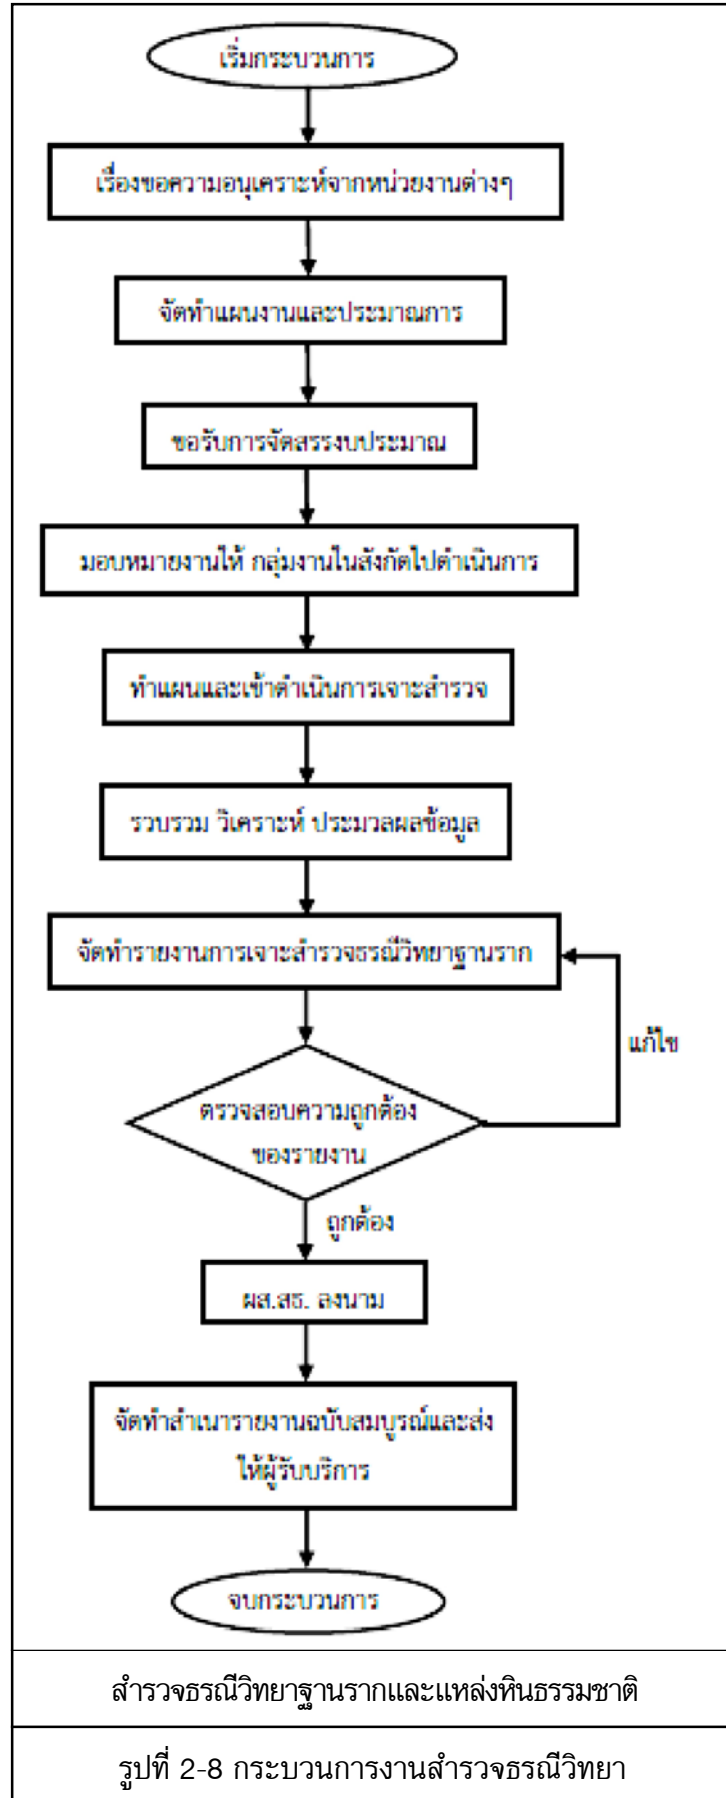 เริ่มกระบวนการ
เรื่องขอความอนุเคราะห์จากหน่วยงานต่างๆ
จัดทำแผนงานและประมาณการ
ขอรับการจัดสรรงบประมาณ
มอบหมายงานให้ กลุ่มงานในสังกัดไปดำเนินการ
ทำแผนและเข้าดำเนินการเจาะสำรวจ
รวบรวม วิเคราะห์ ประมวลผลข้อมูล
จัดทำรายงานการเจาะสำรวจธรณีวิทยาฐานราก
แก้ไข
ตรวจสอบความถูกต้อง
ของรายงาน
ถูกต้อง
ผส.สธ. ลงนาม
จัดทำสำเนารายงานฉบับสมบูรณ์และส่ง
ให้ผู้รับบริการ
จบกระบวนการ
สำรวจธรณีวิทยาฐานรากและแหล่งหินธรรมชาติ
รูปที่ 2-8 กระบวนการงานสำรวจธรณีวิทยา